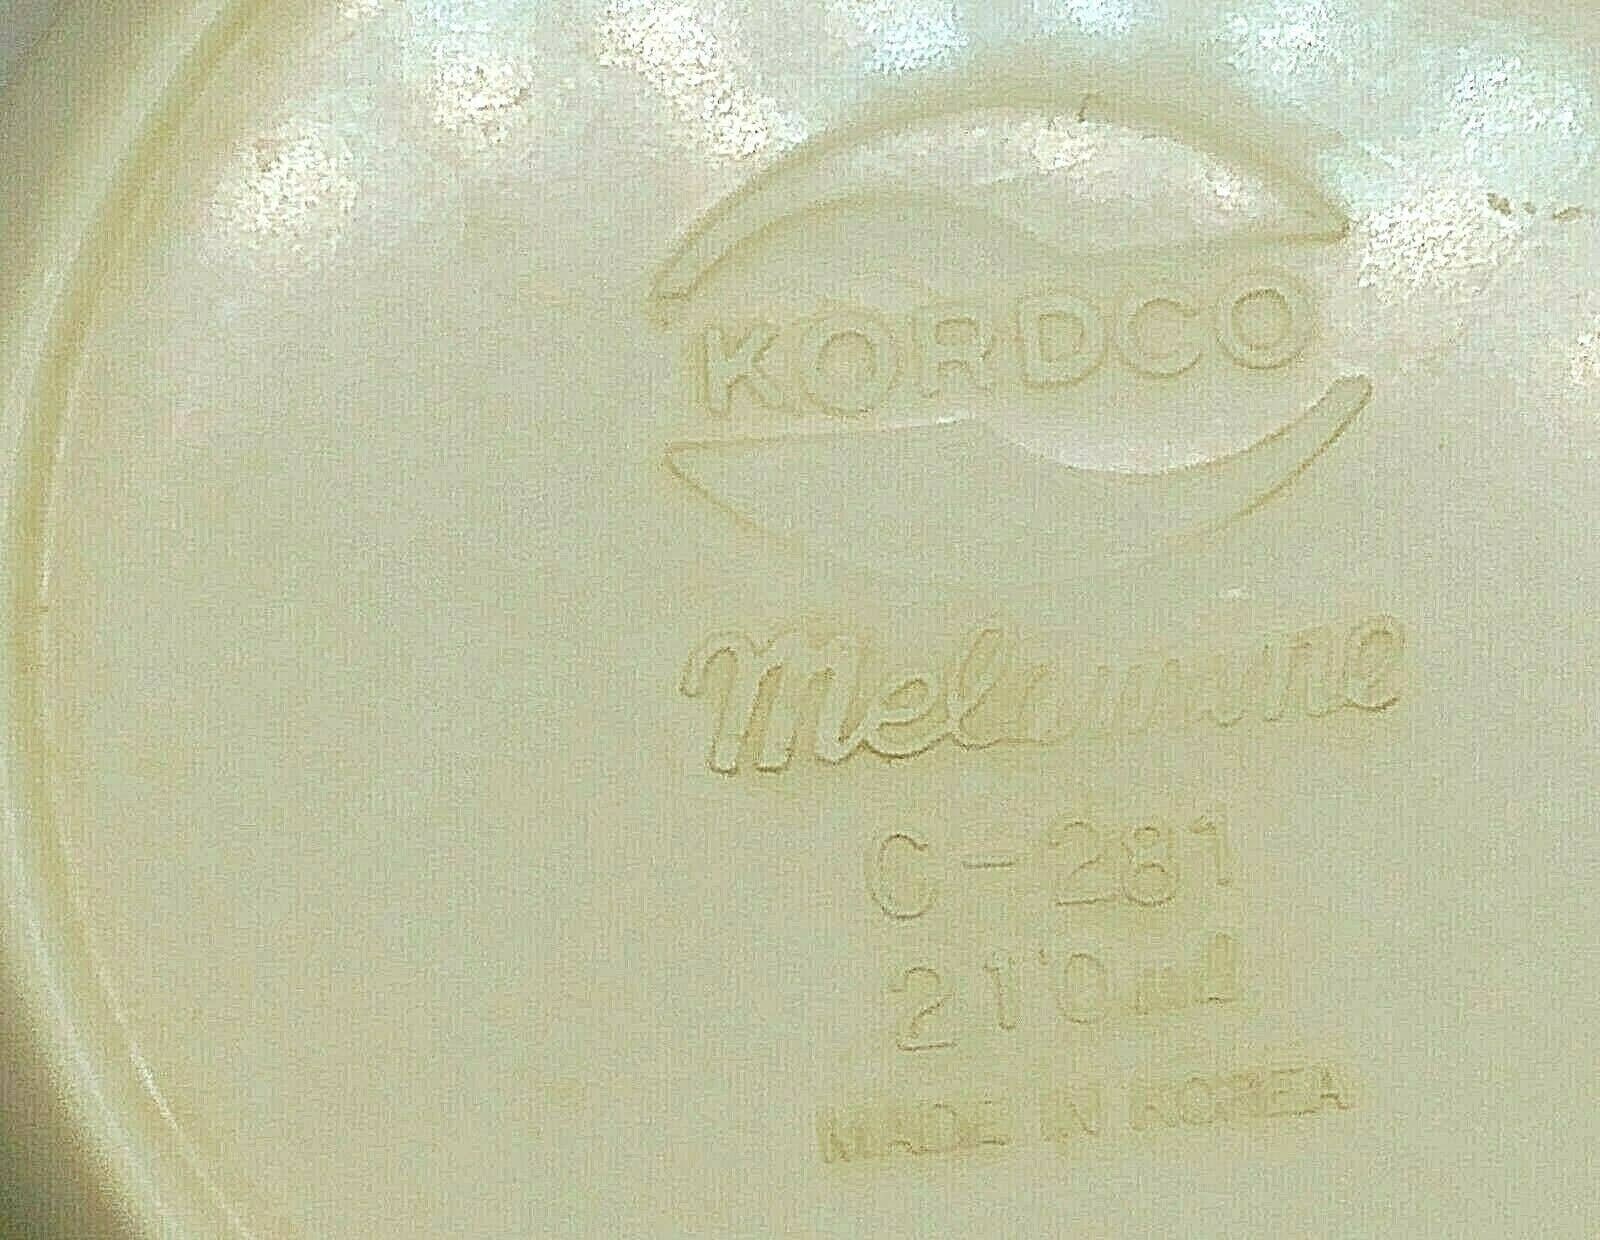 KORDCO
Melamine
C-281
210ml
MADE IN KOREA